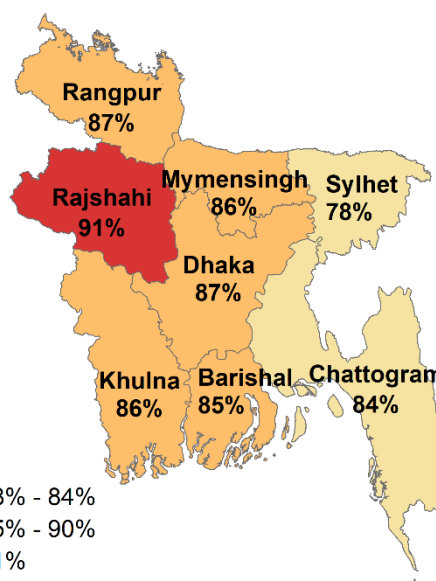 Rangpur
87%
Rajshahi
91%
Mymensingh
86%
Sylhet
78%
Dhaka
87%
Khulna
86%
Barishal
85%
Chattogram
84%
% - 84%
% - 90%
%